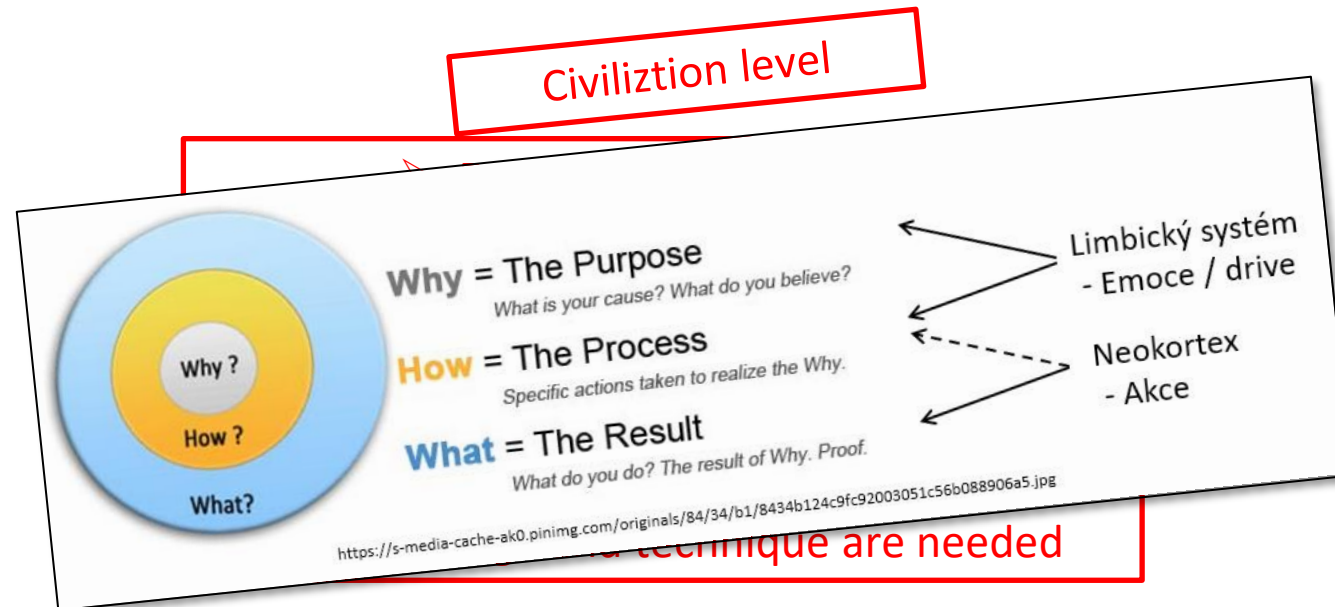 Civiliztion level
Why ?
How ?
What?
Why = The Purpose
What is your cause? What do you believe?
How = The Process
Specific actions taken to realize the Why.
What = The Result
What do you do? The result of Why. Proof.
Limbický systém
- Emoce / drive
Neokortex
- Akce
https://s-media-cache-ak0.pinimg.com/originals/84/34/b1/8434b124c9fc92003051c56b088906a5.jpg
technique are needed